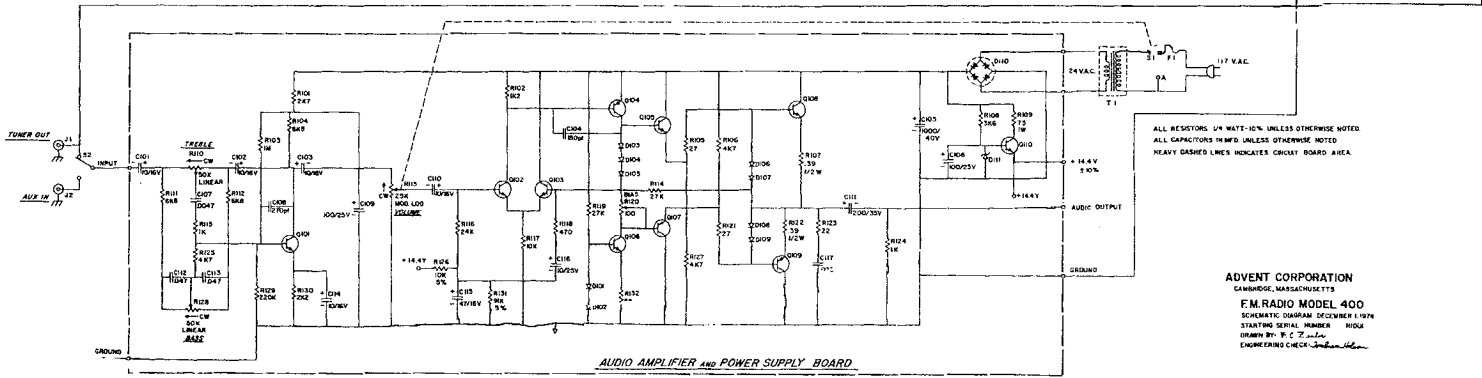 TUNER OUT
J1
S2
AUX IN
J2
INPUT
C101
10/16V
TREBLE
R110
CW
50K
LINEAR
C107
.0047
R111
6K8
R115
1K
R125
4K7
C112
.047
C113
.047
R128
CW
50K
LINEAR
BASS
GROUND
C102
10/16V
R112
6K8
R103
1M
R101
2K7
R104
6K8
C103
10/16V
C108
270pf
Q101
R129
220K
R130
2K2
C114
10/16V
100/25V
C109
R113
25K
MOD. LOG
VOLUME
CW
C110
10/16V
R116
24K
+14.4V
R126
10K
5%
C115
47/16V
R131
91K
5%
R102
8K2
Q102
Q103
R117
10K
R118
470
C116
10/25V
C104
180pf
Q104
D103
D104
D105
Q105
R119
27K
BIAS
R120
100
R114
27K
Q106
Q107
D101
D102
R132
R105
27
R106
4K7
R127
4K7
R121
27
D106
D107
D108
D109
Q108
R107
.39
1/2W
R122
.39
1/2W
Q109
R123
22
C117
C111
200/35V
R124
1K
C105
1000/
40V
C106
100/25V
D110
R108
5K6
R109
75
1W
D111
Q110
+14.4V
24 V.A.C.
T1
S1
F1
A
117 V.A.C.
+ 14.4V
± 10%
AUDIO OUTPUT
GROUND
ALL RESISTORS 1/4 WATT-10% UNLESS OTHERWISE NOTED.
ALL CAPACITORS IN MFD. UNLESS OTHERWISE NOTED
HEAVY DASHED LINES INDICATES CIRCUIT BOARD AREA.
ADVENT CORPORATION
CAMBRIDGE, MASSACHUSETTS
F.M. RADIO MODEL 400
SCHEMATIC DIAGRAM DECEMBER 1, 1974
STARTING SERIAL NUMBER
DRAWN BY:
ENGINEERING CHECK:
AUDIO AMPLIFIER AND POWER SUPPLY BOARD